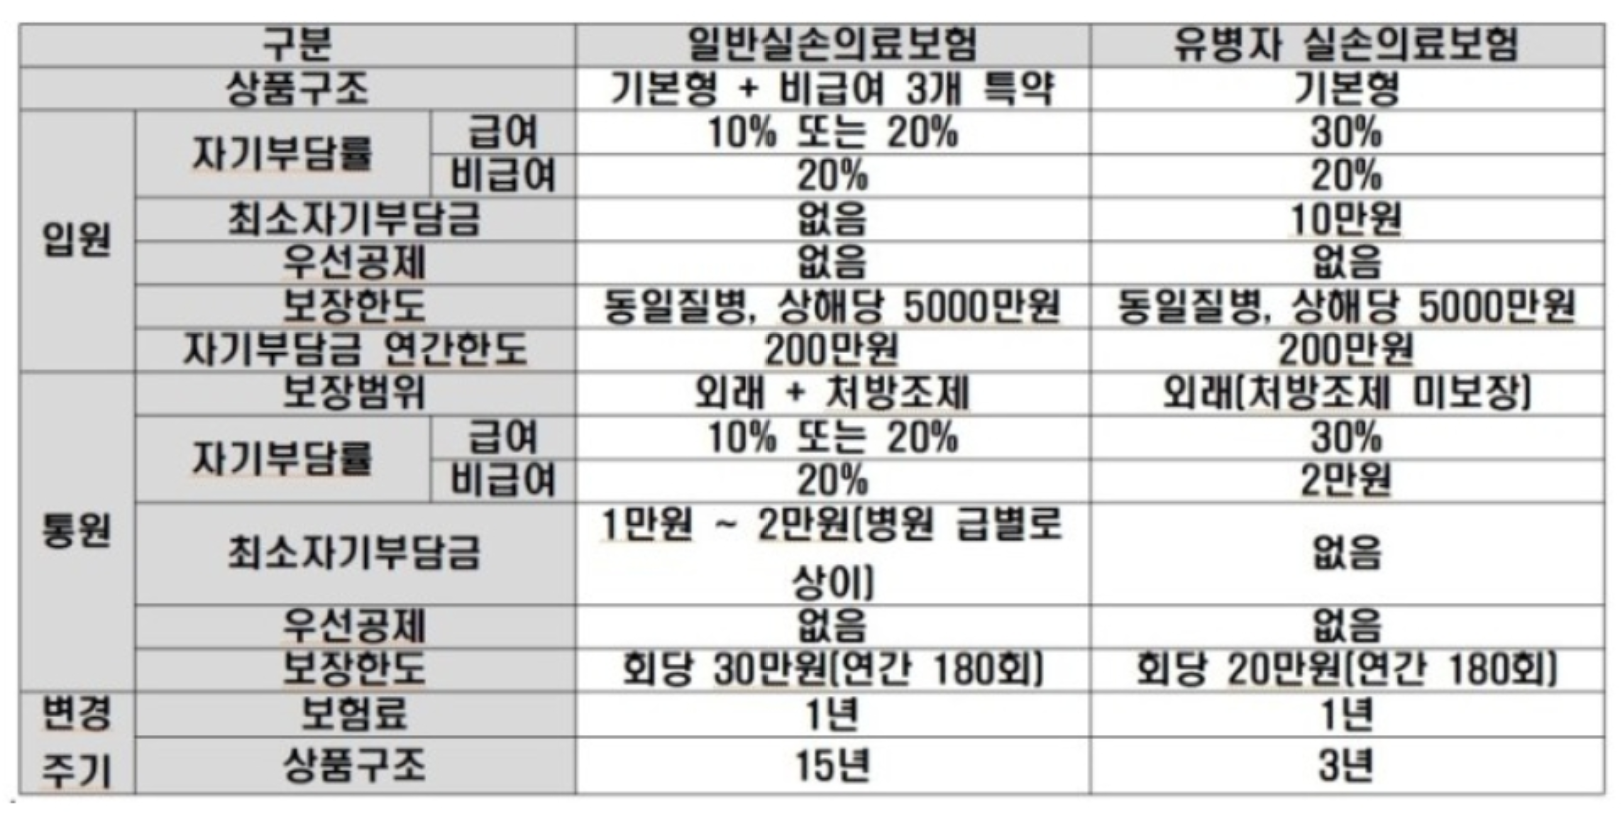 구분 일반실손의료보험 유병자 실손의료보험
상품구조 기본형 + 비급여 3개 특약 기본형
입원 자기부담률 급여 10% 또는 20% 30%
비급여 20% 20%
최소자기부담금 없음 10만원
우선공제 없음 없음
보장한도 동일질병, 상해당 5000만원 동일질병, 상해당 5000만원
자기부담금 연간한도 200만원 200만원
통원 보장범위 외래 + 처방조제 외래(처방조제 미보장)
자기부담률 급여 10% 또는 20% 30%
비급여 20% 2만원
최소자기부담금 1만원 ~ 2만원(병원 급별로
상이) 없음
우선공제 없음 없음
보장한도 회당 30만원(연간 180회) 회당 20만원(연간 180회)
변경 보험료 1년 1년
주기 상품구조 15년 3년